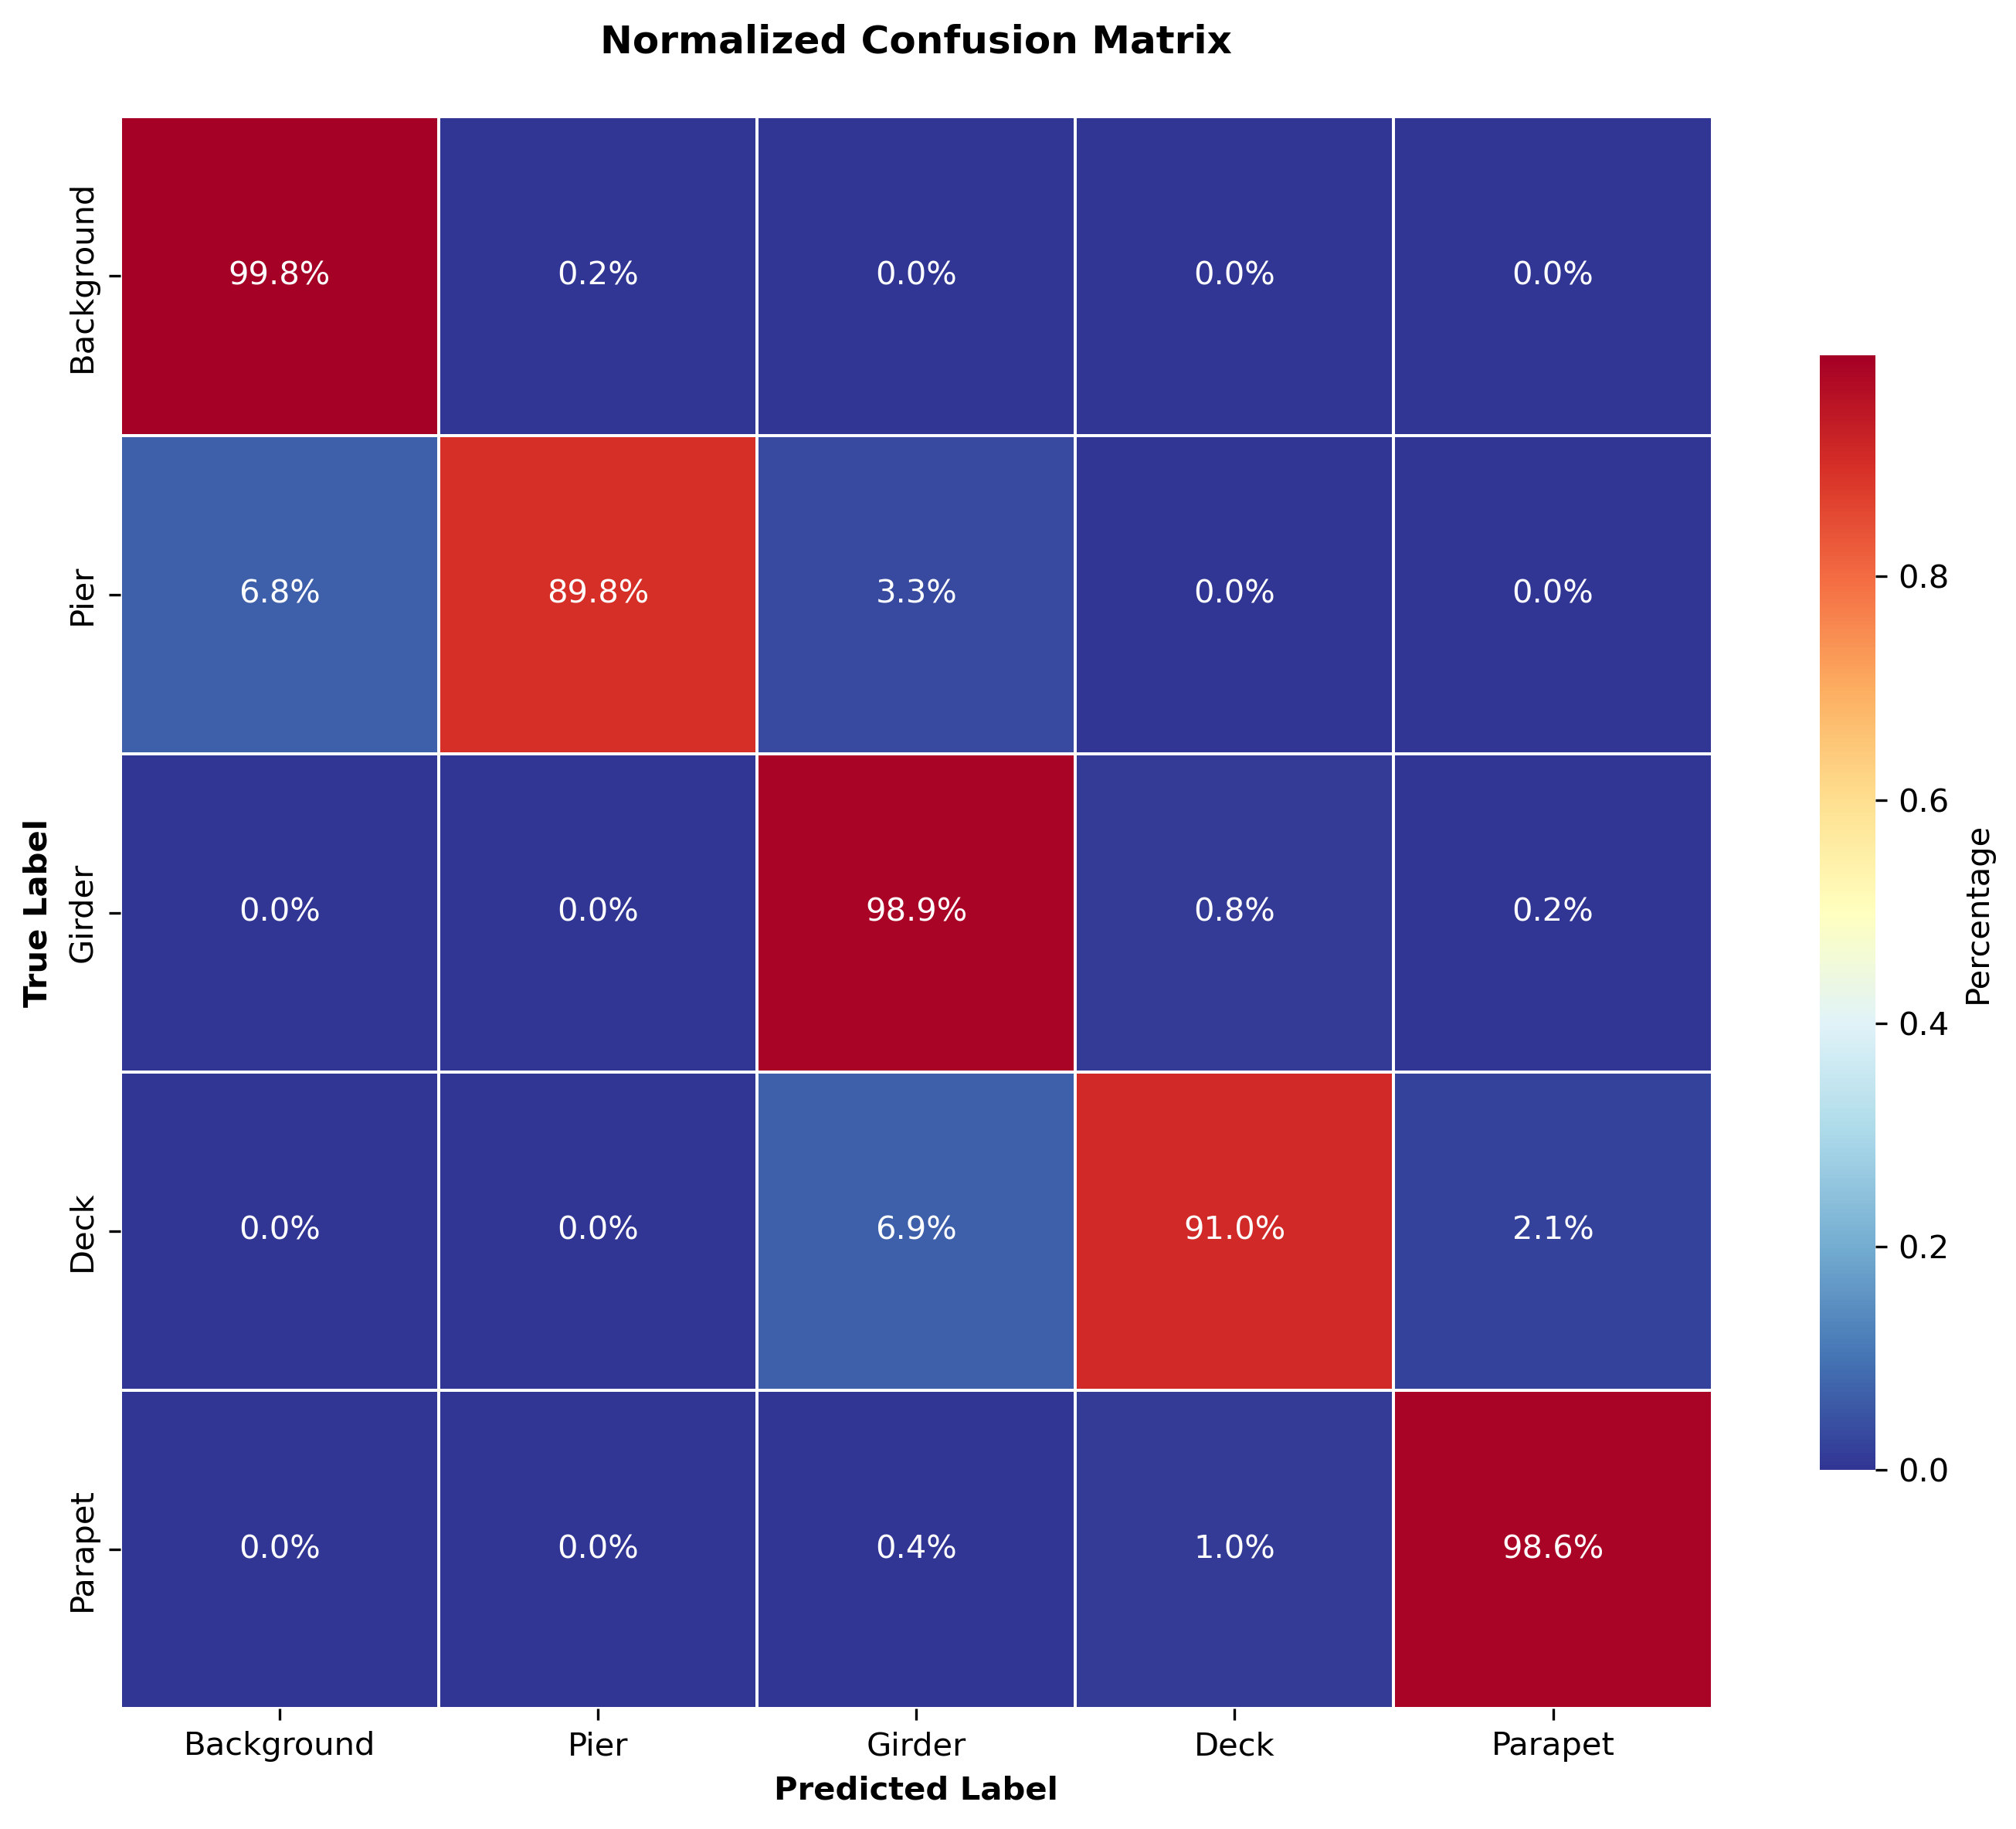 Normalized Confusion Matrix
Background
99.8% 0.2% 0.0% 0.0% 0.0%
Pier
6.8% 89.8% 3.3% 0.0% 0.0%
True Label
Girder
0.0% 0.0% 98.9% 0.8% 0.2%
Deck
0.0% 0.0% 6.9% 91.0% 2.1%
Parapet
0.0% 0.0% 0.4% 1.0% 98.6%
Background Pier Girder Deck Parapet
Predicted Label
0.8
0.6
0.4
0.2
0.0
Percentage